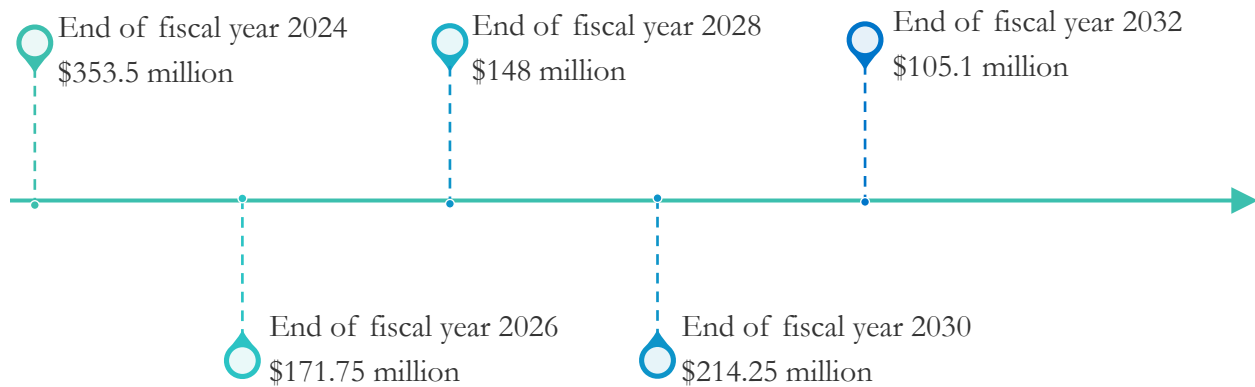 End of fiscal year 2024
$353.5 million
End of fiscal year 2028
$148 million
End of fiscal year 2032
$105.1 million
End of fiscal year 2026
$171.75 million
End of fiscal year 2030
$214.25 million